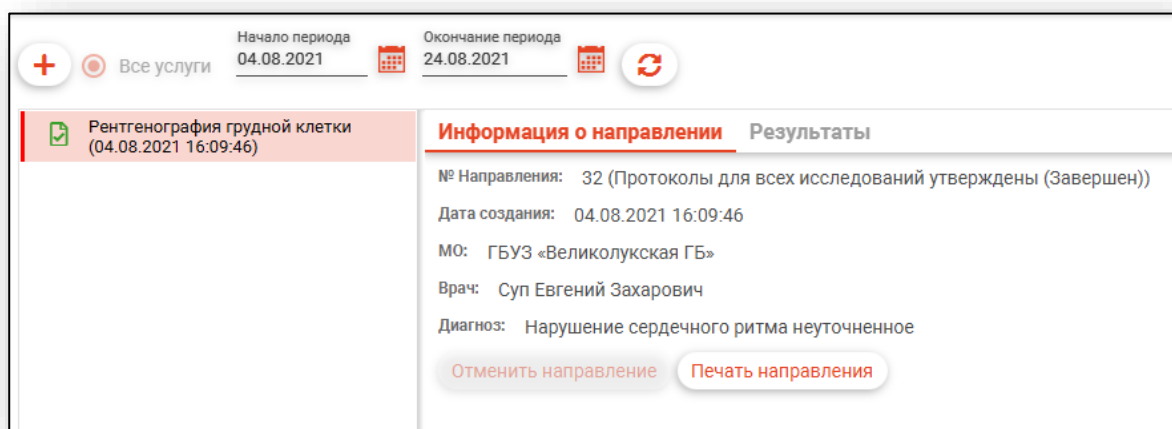 Начало периода
Окончание периода
Все услуги
04.08.2021
24.08.2021
Рентгенография грудной клетки
(04.08.2021 16:09:46)
Информация о направлении
Результаты
№ Направления: 32 (Протоколы для всех исследований утверждены (Завершен))
Дата создания: 04.08.2021 16:09:46
МО: ГБУЗ «Великолукская ГБ»
Врач: Суп Евгений Захарович
Диагноз: Нарушение сердечного ритма неуточненное
Отменить направление
Печать направления